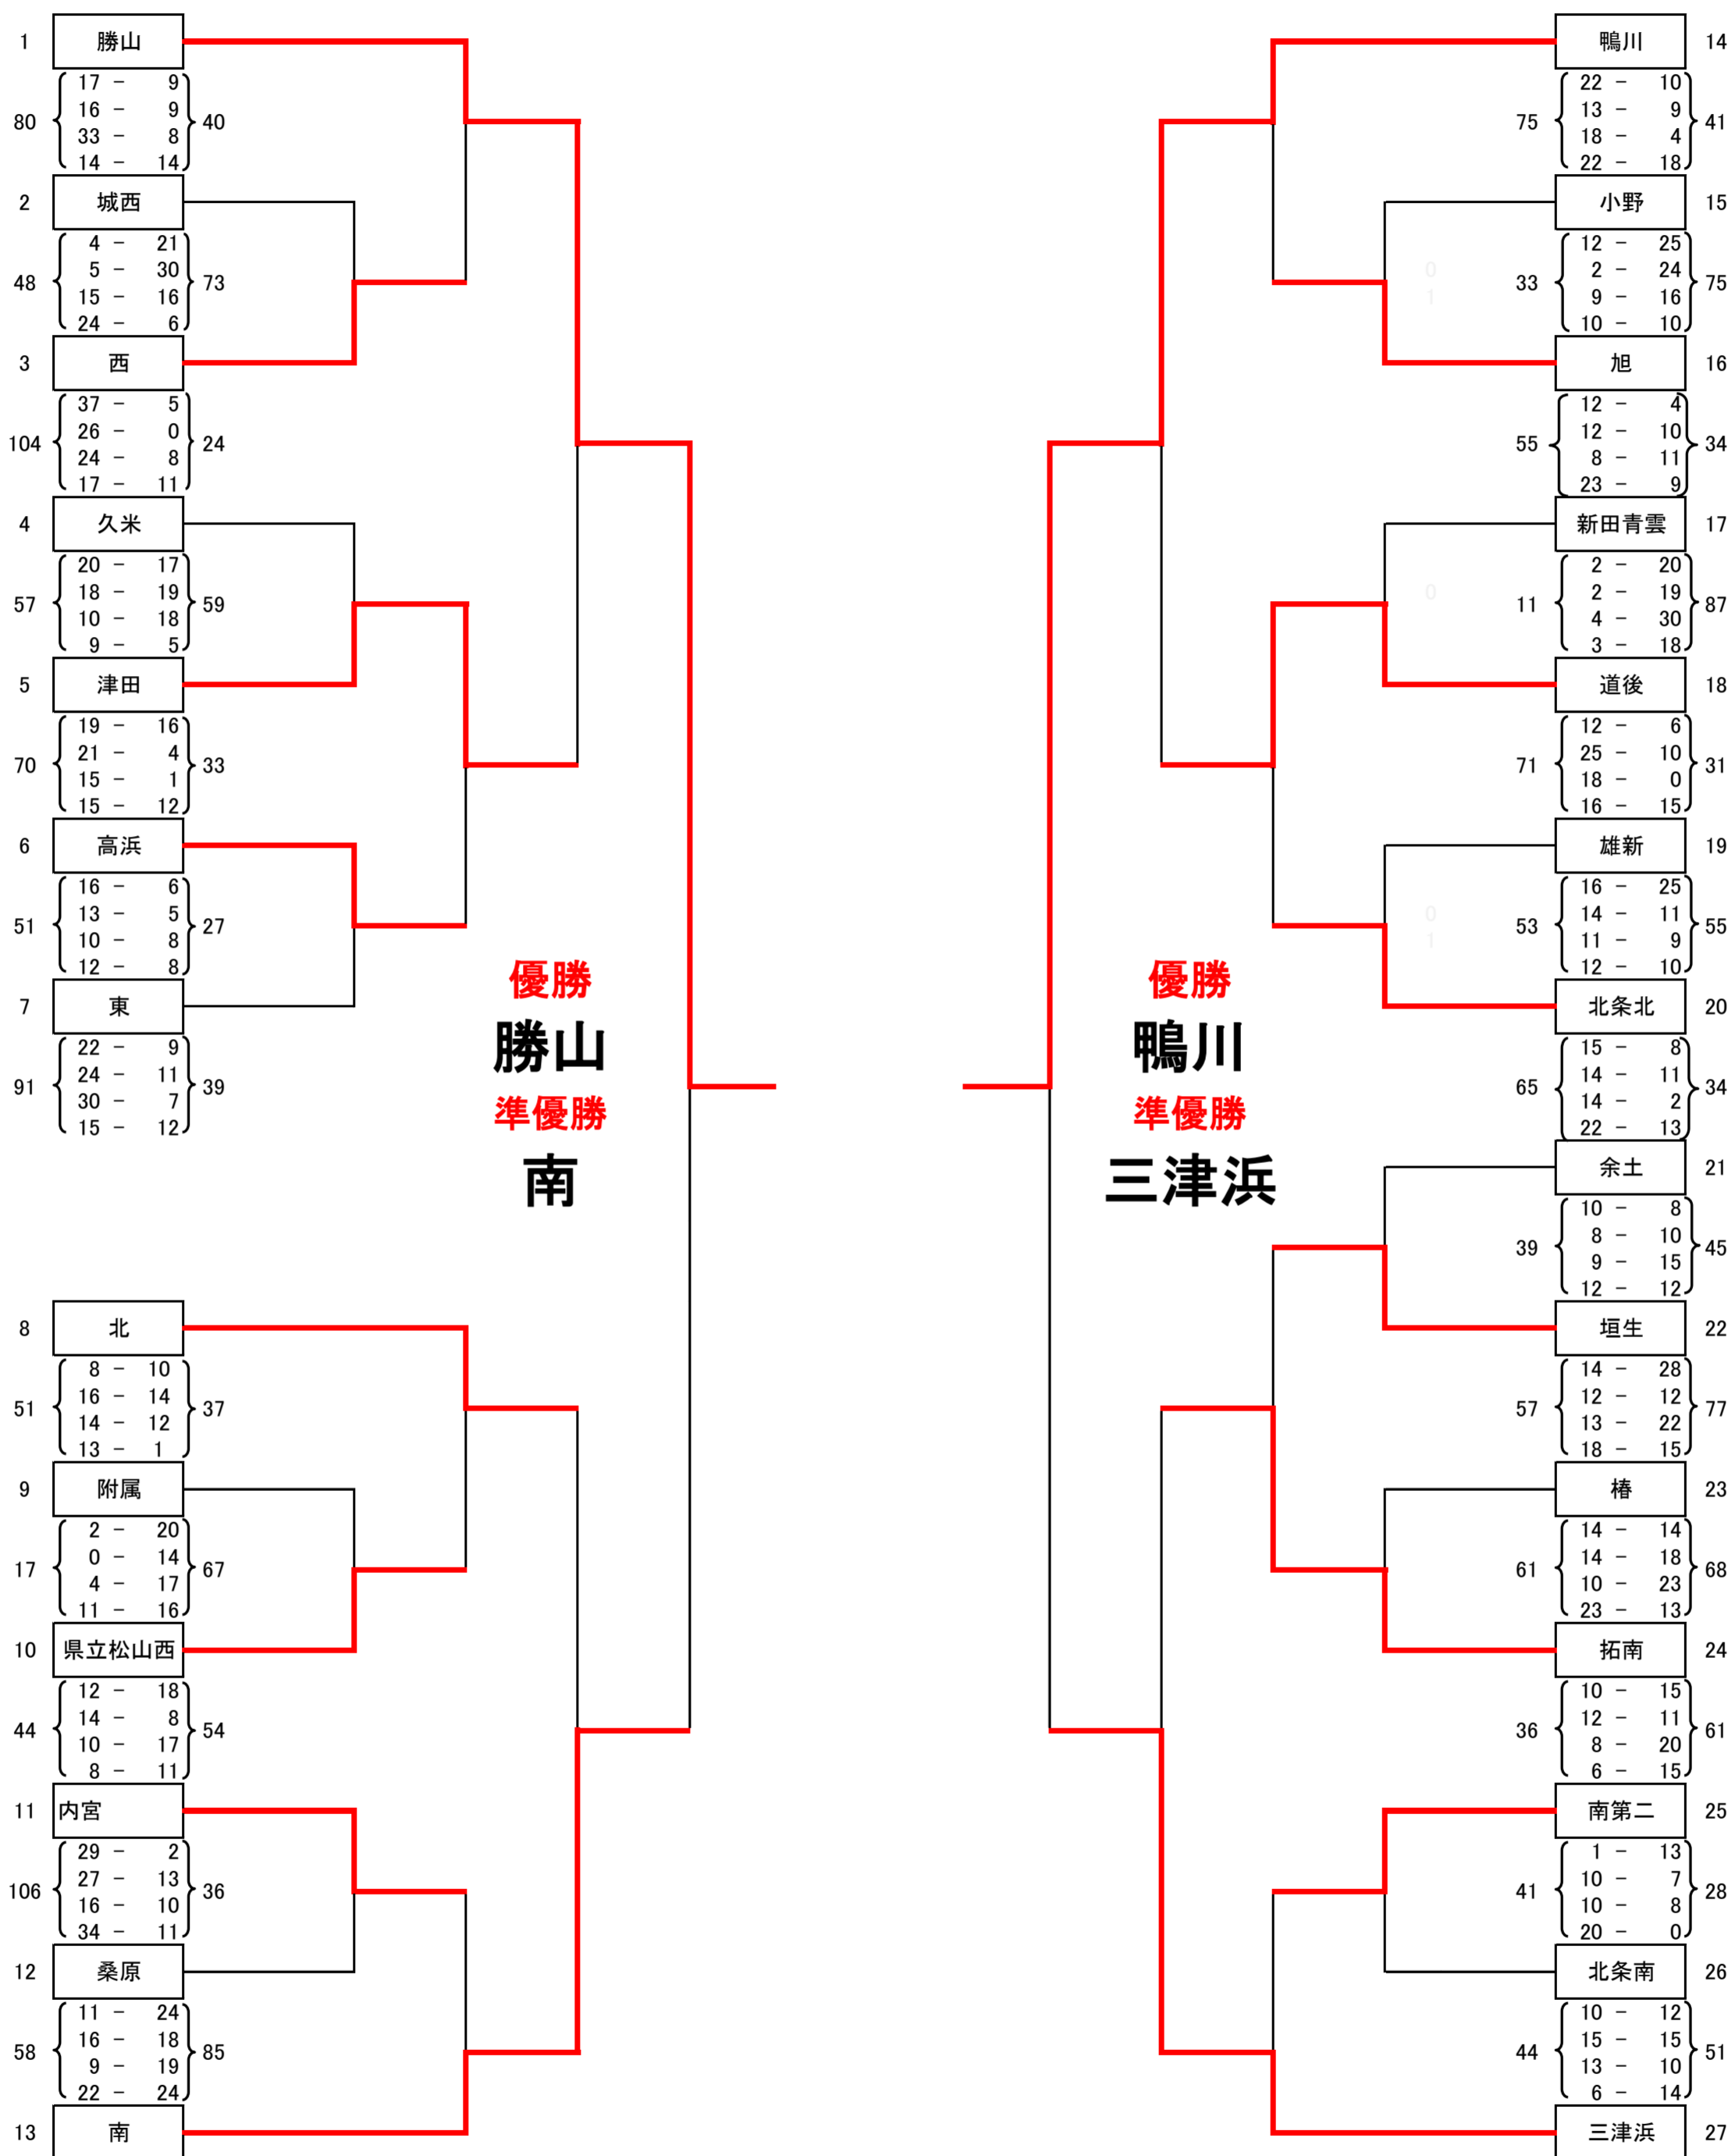 1 勝山
17 - 9
16 - 9
80 33 - 8 40
14 - 14
2 城西
4 - 21
5 - 30
48 15 - 16 73
24 - 6
3 西
37 - 5
26 - 0
104 24 - 8 24
17 - 11
4 久米
20 - 17
18 - 19
57 10 - 18 59
9 - 5
5 津田
19 - 16
21 - 4
70 15 - 1 33
15 - 12
6 高浜
16 - 6
13 - 5
51 10 - 8 27
12 - 8
7 東
22 - 9
24 - 11
91 30 - 7 39
15 - 12
8 北
8 - 10
16 - 14
51 14 - 12 37
13 - 1
9 附属
2 - 20
0 - 14
17 4 - 17 67
11 - 16
10 県立松山西
12 - 18
14 - 8
44 10 - 17 54
8 - 11
11 内宮
29 - 2
27 - 13
106 16 - 10 36
34 - 11
12 桑原
11 - 24
16 - 18
58 9 - 19 85
22 - 24
13 南
優勝
勝山
準優勝
南
優勝
鴨川
準優勝
三津浜
鴨川 14
22 - 10
13 - 9
75 18 - 4 41
22 - 18
小野 15
12 - 25
0 2 - 24
33 1 9 - 16 75
10 - 10
旭 16
12 - 4
12 - 10
55 8 - 11 34
23 - 9
新田青雲 17
2 - 20
0 2 - 19
11 4 - 30 87
3 - 18
道後 18
12 - 6
25 - 10
71 18 - 0 31
16 - 15
雄新 19
16 - 25
0 14 - 11
53 1 11 - 9 55
12 - 10
北条北 20
15 - 8
14 - 11
65 14 - 2 34
22 - 13
余土 21
10 - 8
8 - 10
39 9 - 15 45
12 - 12
垣生 22
14 - 28
12 - 12
57 13 - 22 77
18 - 15
椿 23
14 - 14
14 - 18
61 10 - 23 68
23 - 13
拓南 24
10 - 15
12 - 11
36 8 - 20 61
6 - 15
南第二 25
1 - 13
10 - 7
41 10 - 8 28
20 - 0
北条南 26
10 - 12
15 - 15
44 13 - 10 51
6 - 14
三津浜 27